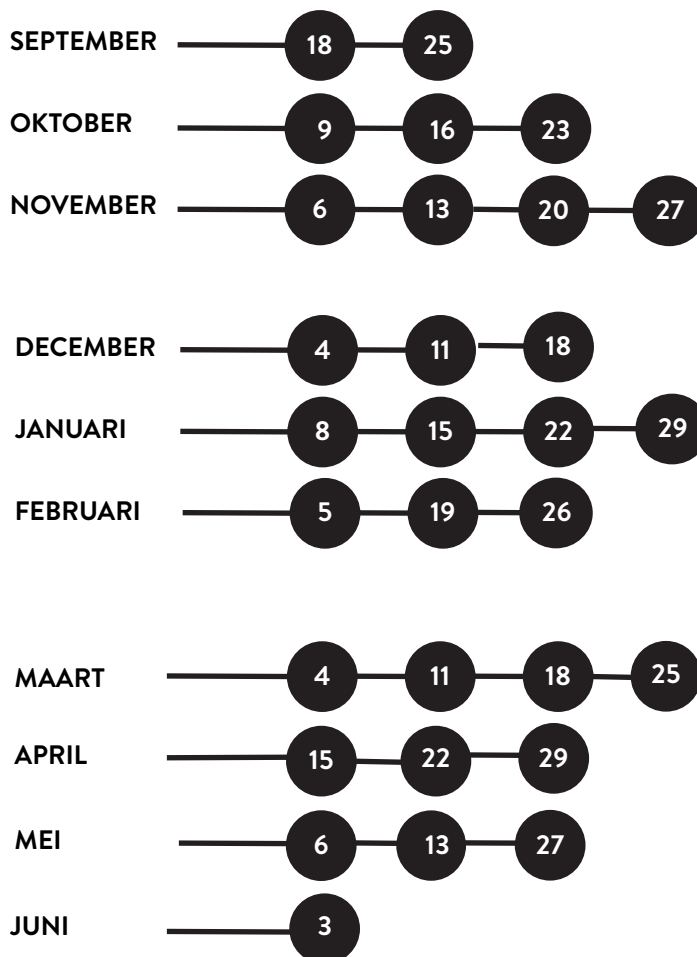 SEPTEMBER 18 25
OKTOBER 9 16 23
NOVEMBER 6 13 20 27
DECEMBER 4 11 18
JANUARI 8 15 22 29
FEBRUARI 5 19 26
MAART 4 11 18 25
APRIL 15 22 29
MEI 6 13 27
JUNI 3